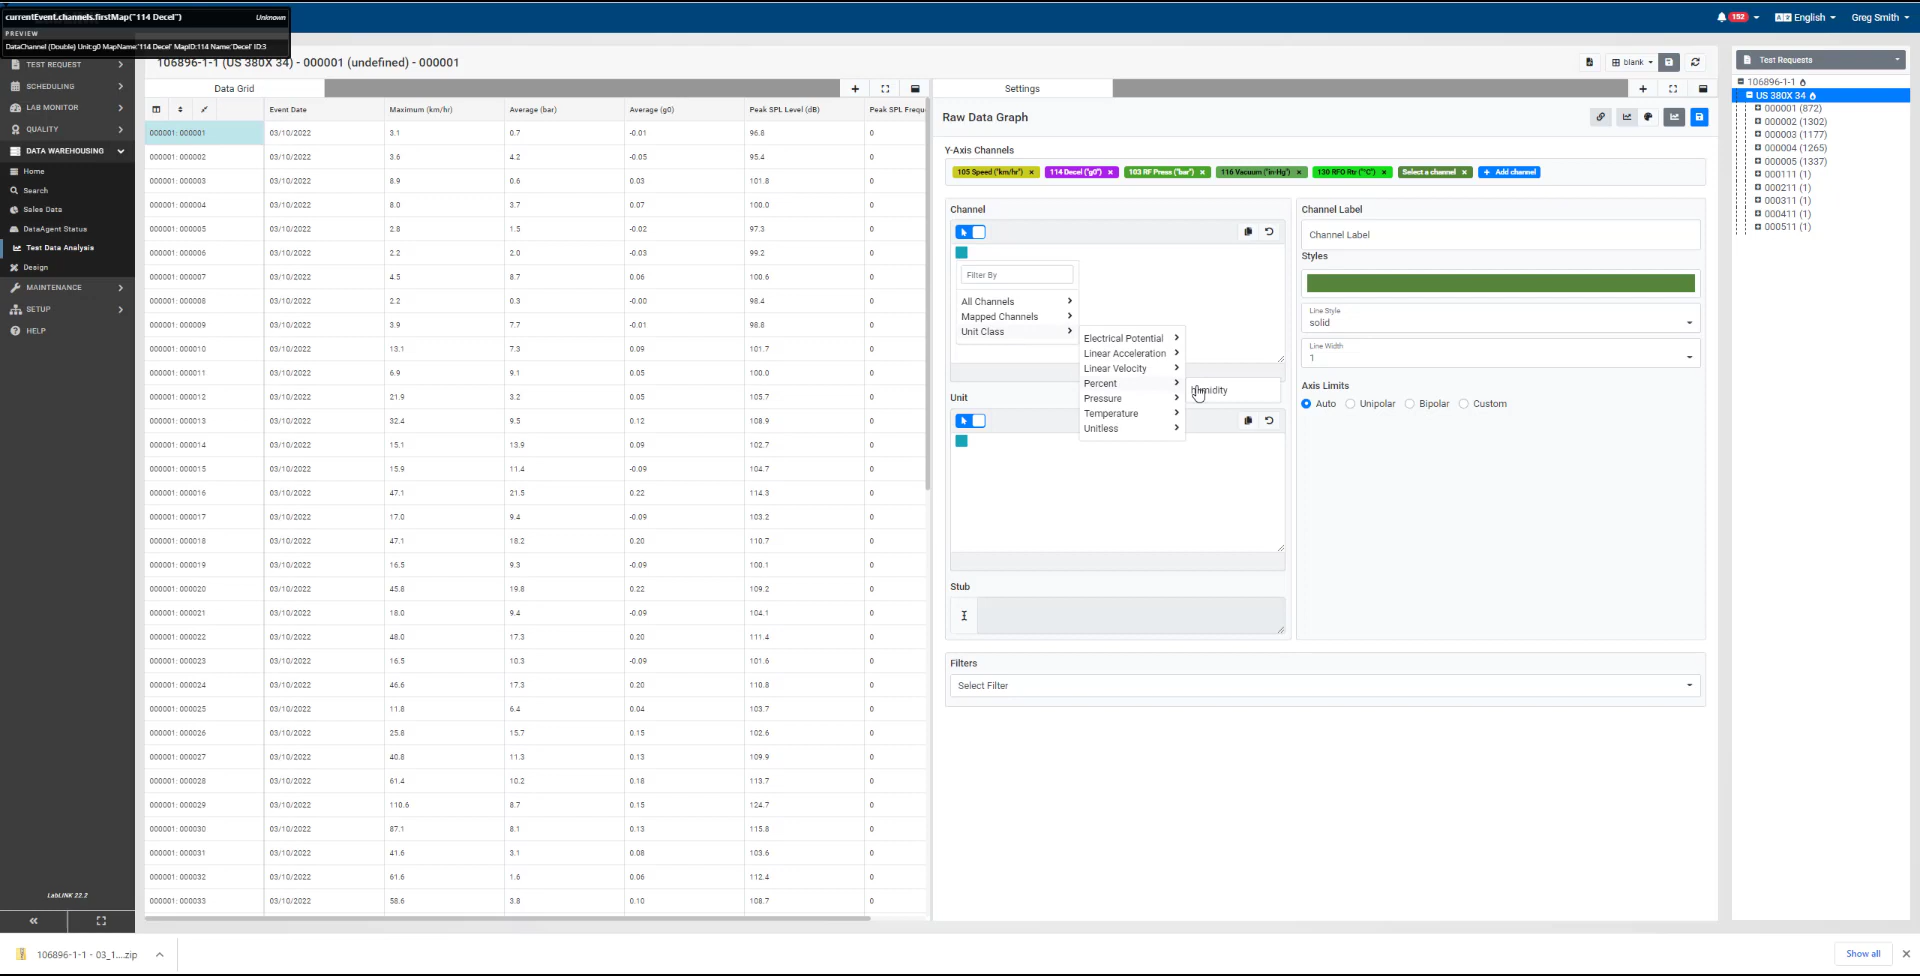 currentEvent.channels.firstMap("114 Decel")
Unknown
PREVIEW
DataChannel (Double) Unit:g0 MapName:'114 Decel' MapID:114 Name:'Decel' ID:3
152
English
Greg Smith
TEST REQUEST
SCHEDULING
LAB MONITOR
QUALITY
DATA WAREHOUSING
Home
Search
Sales Data
DataAgent Status
Test Data Analysis
Design
MAINTENANCE
SETUP
HELP
LabLINK 22.2
106896-1-1 (US 380X 34) - 000001 (undefined) - 000001
blank
Data Grid
Event Date Maximum (km/hr) Average (bar) Average (g0) Peak SPL Level (dB) Peak SPL Frequ
000001: 000001 03/10/2022 3.1 0.7 -0.01 96.8 0
000001: 000002 03/10/2022 3.6 4.2 -0.05 95.4 0
000001: 000003 03/10/2022 8.9 0.6 0.03 101.8 0
000001: 000004 03/10/2022 8.0 3.7 0.07 100.0 0
000001: 000005 03/10/2022 2.8 1.5 -0.02 97.3 0
000001: 000006 03/10/2022 2.2 2.0 -0.03 99.2 0
000001: 000007 03/10/2022 4.5 8.7 0.06 100.6 0
000001: 000008 03/10/2022 2.2 0.3 -0.00 98.4 0
000001: 000009 03/10/2022 3.9 7.7 -0.01 98.8 0
000001: 000010 03/10/2022 13.1 7.3 0.09 101.7 0
000001: 000011 03/10/2022 6.9 9.1 0.05 100.0 0
000001: 000012 03/10/2022 21.9 3.2 0.05 105.7 0
000001: 000013 03/10/2022 32.4 9.5 0.12 108.9 0
000001: 000014 03/10/2022 15.1 13.9 0.09 102.7 0
000001: 000015 03/10/2022 15.9 11.4 -0.09 104.7 0
000001: 000016 03/10/2022 47.1 21.5 0.22 114.3 0
000001: 000017 03/10/2022 17.0 9.4 -0.09 103.2 0
000001: 000018 03/10/2022 47.1 18.2 0.20 110.7 0
000001: 000019 03/10/2022 16.5 9.3 -0.09 100.1 0
000001: 000020 03/10/2022 45.8 19.8 0.22 109.2 0
000001: 000021 03/10/2022 18.0 9.4 -0.09 104.1 0
000001: 000022 03/10/2022 48.0 17.3 0.20 111.4 0
000001: 000023 03/10/2022 16.5 10.3 -0.09 101.6 0
000001: 000024 03/10/2022 46.6 17.3 0.20 110.8 0
000001: 000025 03/10/2022 11.8 6.4 0.04 103.7 0
000001: 000026 03/10/2022 25.8 15.7 0.15 102.6 0
000001: 000027 03/10/2022 40.8 11.3 0.13 109.9 0
000001: 000028 03/10/2022 61.4 10.2 0.18 113.7 0
000001: 000029 03/10/2022 110.6 8.7 0.15 124.7 0
000001: 000030 03/10/2022 87.1 8.1 0.13 115.8 0
000001: 000031 03/10/2022 41.6 3.1 0.08 103.6 0
000001: 000032 03/10/2022 61.6 1.6 0.06 112.4 0
000001: 000033 03/10/2022 58.6 3.8 0.10 108.7 0
Settings
Raw Data Graph
Y-Axis Channels
105 Speed ("km/hr") × 114 Decel ("g0") × 103 RF Press ("bar") × 116 Vacuum ("in-Hg") × 130 RFO Rtr ("°C") × Select a channel × + Add channel
Channel
Filter By
All Channels
Mapped Channels
Unit Class
Electrical Potential
Linear Acceleration
Linear Velocity
Percent
Pressure
Temperature
Unitless
Unit
Stub
Channel Label
Channel Label
Styles
Line Style
solid
Line Width
1
Axis Limits
Auto Unipolar Bipolar Custom
Filters
Select Filter
Test Requests
106896-1-1
US 380X 34
000001 (872)
000002 (1302)
000003 (1177)
000004 (1265)
000005 (1337)
000111 (1)
000211 (1)
000311 (1)
000411 (1)
000511 (1)
106896-1-1 - 03_1....zip
Show all